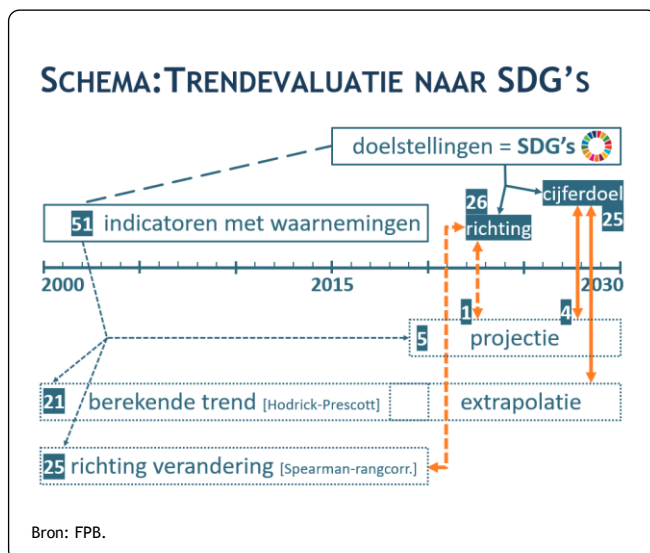 SCHEMA: TRENDEVALUATIE NAAR SDG'S
doelstellingen = SDG's
51 indicatoren met waarnemingen
26
richting
cijferdoel
25
2000 2015 2030
1 4
5 projectie
21 berekende trend [Hodrick-Prescott] extrapolatie
25 richting verandering [Spearman-rangcorr.]
Bron: FPB.